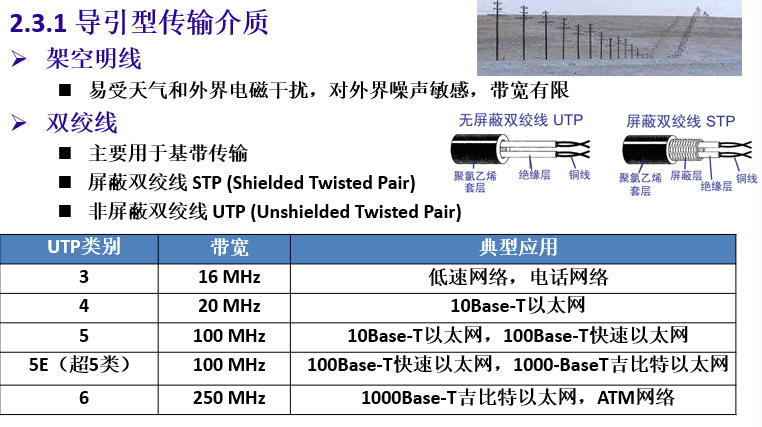 2.3.1 导引型传输介质
架空明线
易受天气和外界电磁干扰，对外界噪声敏感，带宽有限
双绞线
主要用于基带传输
屏蔽双绞线 STP (Shielded Twisted Pair)
非屏蔽双绞线 UTP (Unshielded Twisted Pair)
无屏蔽双绞线 UTP
聚氯乙烯
套层
绝缘层
铜线
屏蔽双绞线 STP
聚氯乙烯
套层
屏蔽层
绝缘层
铜线
UTP类别 带宽 典型应用
3 16 MHz 低速网络，电话网络
4 20 MHz 10Base-T以太网
5 100 MHz 10Base-T以太网，100Base-T快速以太网
5E（超5类） 100 MHz 100Base-T快速以太网，1000-BaseT吉比特以太网
6 250 MHz 1000Base-T吉比特以太网，ATM网络